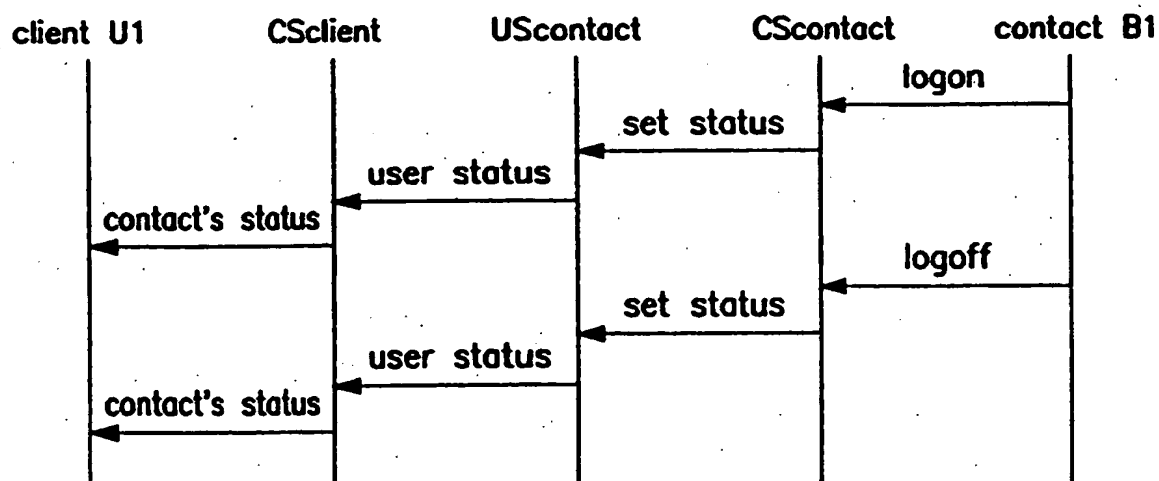 client U1 CSclient UScontact CScontact contact B1
logon
set status
user status
contact's status
logoff
set status
user status
contact's status